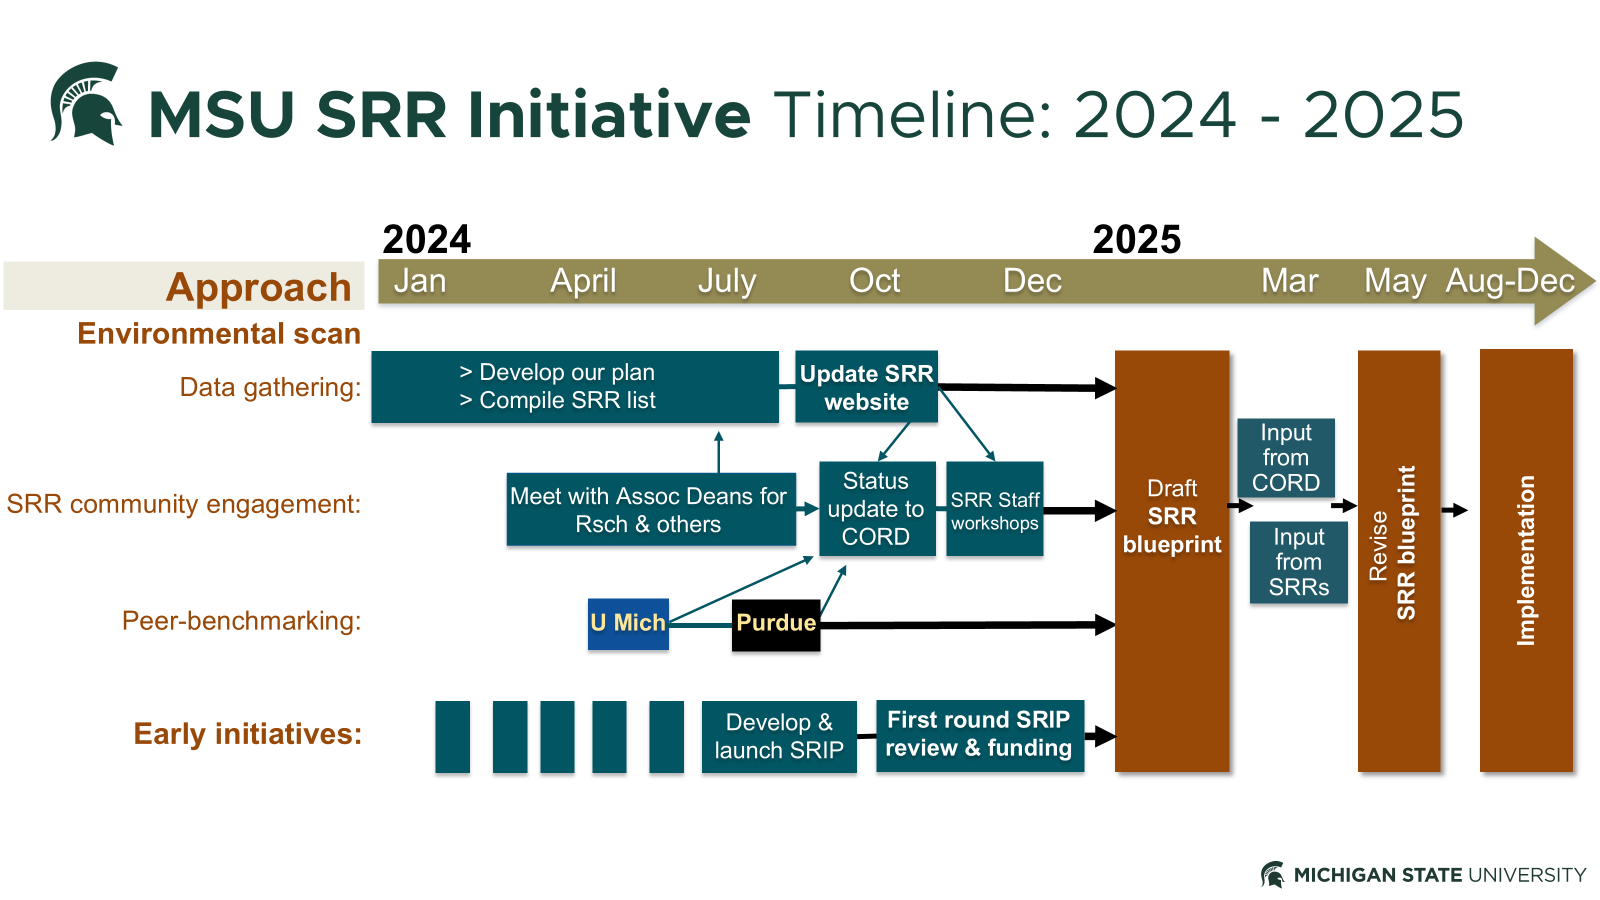 MSU SRR Initiative Timeline: 2024 - 2025
2024
2025
Approach
Jan
April
July
Oct
Dec
Mar
May
Aug-Dec
Environmental scan
Data gathering:
> Develop our plan
> Compile SRR list
Update SRR
website
SRR community engagement:
Meet with Assoc Deans for
Rsch & others
Status
update to
CORD
SRR Staff
workshops
Peer-benchmarking:
U Mich
Purdue
Early initiatives:
Develop &
launch SRIP
First round SRIP
review & funding
Draft
SRR
blueprint
Input
from
CORD
Input
from
SRRs
Revise
SRR blueprint
Implementation
MICHIGAN STATE UNIVERSITY